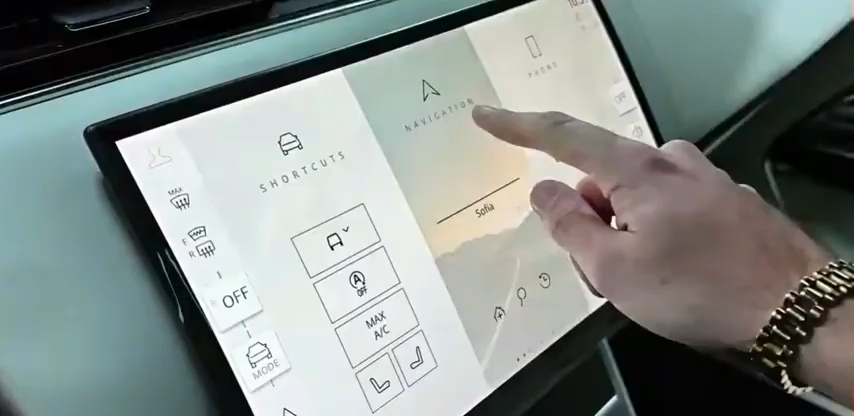 SHORTCUTS
NAVIGATION
PHONE
MAX
F
R
OFF
MODE
A
OFF
MAX
A/C
Sofia
OFF